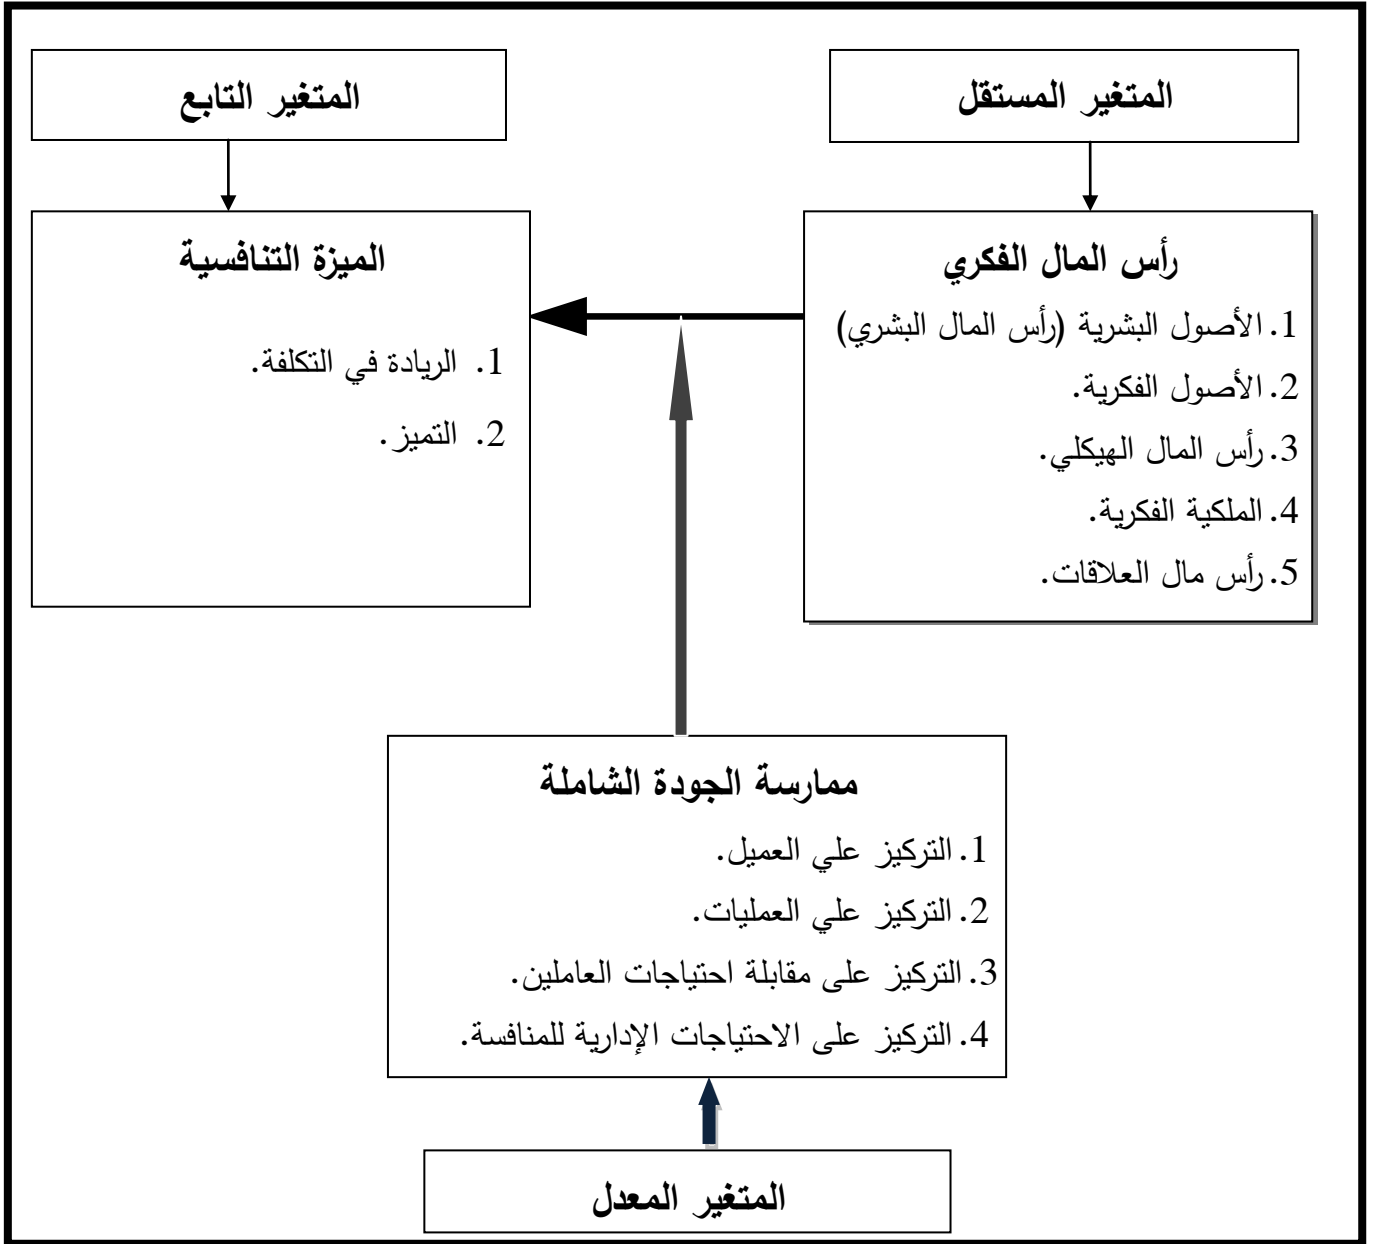 المتغير المستقل
المتغير التابع
رأس المال الفكري
1. الأصول البشرية (رأس المال البشري)
2. الأصول الفكرية.
3. رأس المال الهيكلي.
4. الملكية الفكرية.
5. رأس مال العلاقات.
الميزة التنافسية
1. الريادة في التكلفة.
2. التميز.
ممارسة الجودة الشاملة
1. التركيز علي العميل.
2. التركيز علي العمليات.
3. التركيز على مقابلة احتياجات العاملين.
4. التركيز على الاحتياجات الإدارية للمنافسة.
المتغير المعدل